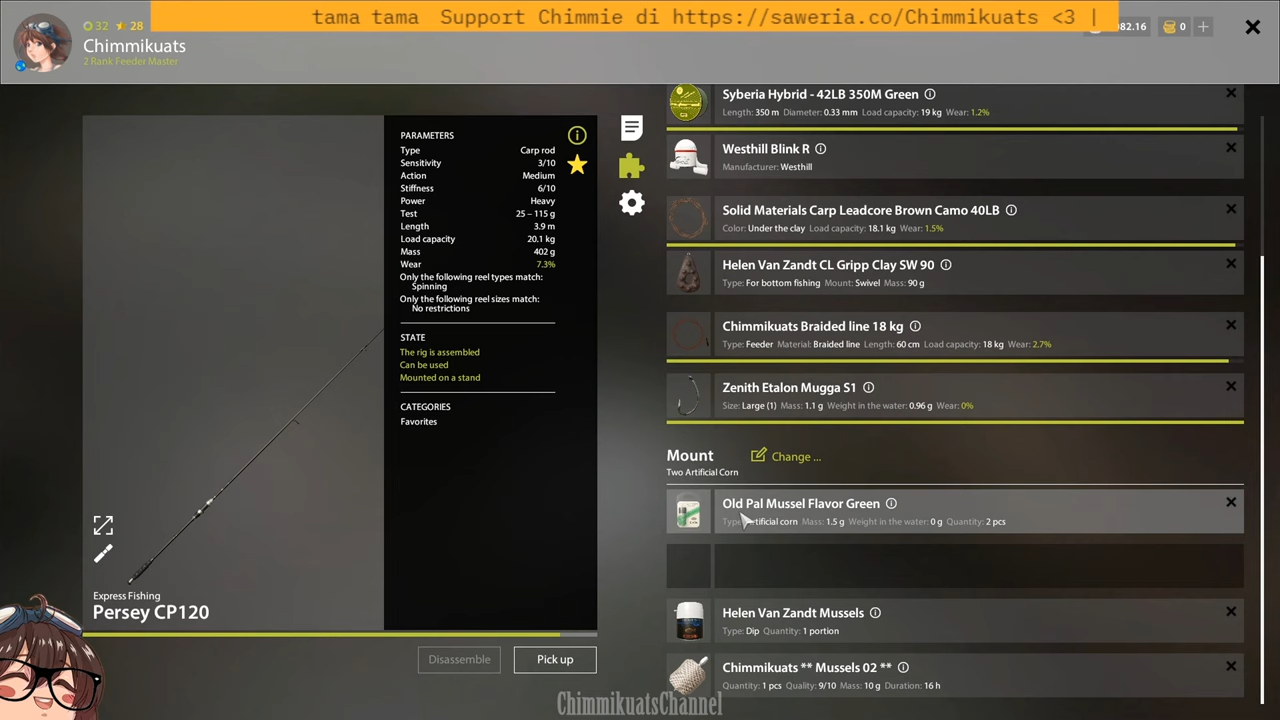 tama tama Support Chimmie di https://saweria.co/Chimmikuats <3 |
32 28
Chimmikuats
2 Rank Feeder Master
82.16 0
PARAMETERS
Type Carp rod
Sensitivity 3/10
Action Medium
Stiffness 6/10
Power Heavy
Test 25 – 115 g
Length 3.9 m
Load capacity 20.1 kg
Mass 402 g
Wear 7.3%
Only the following reel types match:
Spinning
Only the following reel sizes match:
No restrictions
STATE
The rig is assembled
Can be used
Mounted on a stand
CATEGORIES
Favorites
Express Fishing
Persey CP120
Disassemble Pick up
Syberia Hybrid - 42LB 350M Green
Length: 350 m Diameter: 0.33 mm Load capacity: 19 kg Wear: 1.2%
Westhill Blink R
Manufacturer: Westhill
Solid Materials Carp Leadcore Brown Camo 40LB
Color: Under the clay Load capacity: 18.1 kg Wear: 1.5%
Helen Van Zandt CL Gripp Clay SW 90
Type: For bottom fishing Mount: Swivel Mass: 90 g
Chimmikuats Braided line 18 kg
Type: Feeder Material: Braided line Length: 60 cm Load capacity: 18 kg Wear: 2.7%
Zenith Etalon Mugga S1
Size: Large (1) Mass: 1.1 g Weight in the water: 0.96 g Wear: 0%
Mount Change ...
Two Artificial Corn
Old Pal Mussel Flavor Green
Type: Artificial corn Mass: 1.5 g Weight in the water: 0 g Quantity: 2 pcs
Helen Van Zandt Mussels
Type: Dip Quantity: 1 portion
Chimmikuats ** Mussels 02 **
Quantity: 1 pcs Quality: 9/10 Mass: 10 g Duration: 16 h
ChimmikuatsChannel